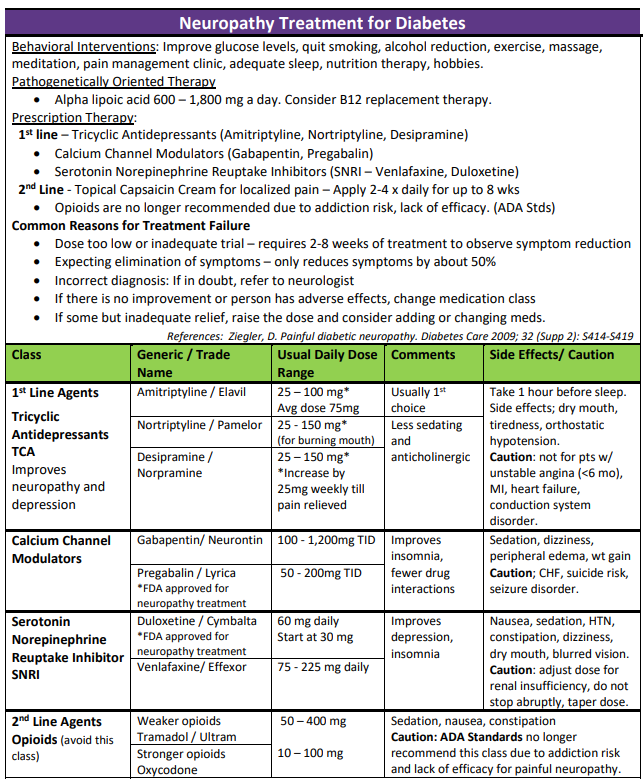 Neuropathy Treatment for Diabetes
Behavioral Interventions: Improve glucose levels, quit smoking, alcohol reduction, exercise, massage,
meditation, pain management clinic, adequate sleep, nutrition therapy, hobbies.
Pathogenetically Oriented Therapy
• Alpha lipoic acid 600 – 1,800 mg a day. Consider B12 replacement therapy.
Prescription Therapy:
1st line – Tricyclic Antidepressants (Amitriptyline, Nortriptyline, Desipramine)
• Calcium Channel Modulators (Gabapentin, Pregabalin)
• Serotonin Norepinephrine Reuptake Inhibitors (SNRI – Venlafaxine, Duloxetine)
2nd Line - Topical Capsaicin Cream for localized pain – Apply 2-4 x daily for up to 8 wks
• Opioids are no longer recommended due to addiction risk, lack of efficacy. (ADA Stds)
Common Reasons for Treatment Failure
• Dose too low or inadequate trial – requires 2-8 weeks of treatment to observe symptom reduction
• Expecting elimination of symptoms – only reduces symptoms by about 50%
• Incorrect diagnosis: If in doubt, refer to neurologist
• If there is no improvement or person has adverse effects, change medication class
• If some but inadequate relief, raise the dose and consider adding or changing meds.
References: Ziegler, D. Painful diabetic neuropathy. Diabetes Care 2009; 32 (Supp 2): S414-S419
Class
Generic / Trade
Name
Usual Daily Dose
Range
Comments
Side Effects/ Caution
1st Line Agents
Tricyclic
Antidepressants
TCA
Improves
neuropathy and
depression
Amitriptyline / Elavil
25 – 100 mg*
Avg dose 75mg
Usually 1st
choice
Nortriptyline / Pamelor
25 - 150 mg*
(for burning mouth)
Less sedating
and
anticholinergic
Desipramine /
Norpramine
25 – 150 mg*
*Increase by
25mg weekly till
pain relieved
Take 1 hour before sleep.
Side effects; dry mouth,
tiredness, orthostatic
hypotension.
Caution: not for pts w/
unstable angina (<6 mo),
MI, heart failure,
conduction system
disorder.
Calcium Channel
Modulators
Gabapentin/ Neurontin
100 - 1,200mg TID
Pregabalin / Lyrica
*FDA approved for
neuropathy treatment
50 - 200mg TID
Improves
insomnia,
fewer drug
interactions
Sedation, dizziness,
peripheral edema, wt gain
Caution; CHF, suicide risk,
seizure disorder.
Serotonin
Norepinephrine
Reuptake Inhibitor
SNRI
Duloxetine / Cymbalta
*FDA approved for
neuropathy treatment
60 mg daily
Start at 30 mg
Venlafaxine/ Effexor
75 - 225 mg daily
Improves
depression,
insomnia
Nausea, sedation, HTN,
constipation, dizziness,
dry mouth, blurred vision.
Caution: adjust dose for
renal insufficiency, do not
stop abruptly, taper dose.
2nd Line Agents
Opioids (avoid this
class)
Weaker opioids
Tramadol / Ultram
50 – 400 mg
Stronger opioids
Oxycodone
10 – 100 mg
Sedation, nausea, constipation
Caution: ADA Standards no longer
recommend this class due to addiction risk
and lack of efficacy for painful neuropathy.